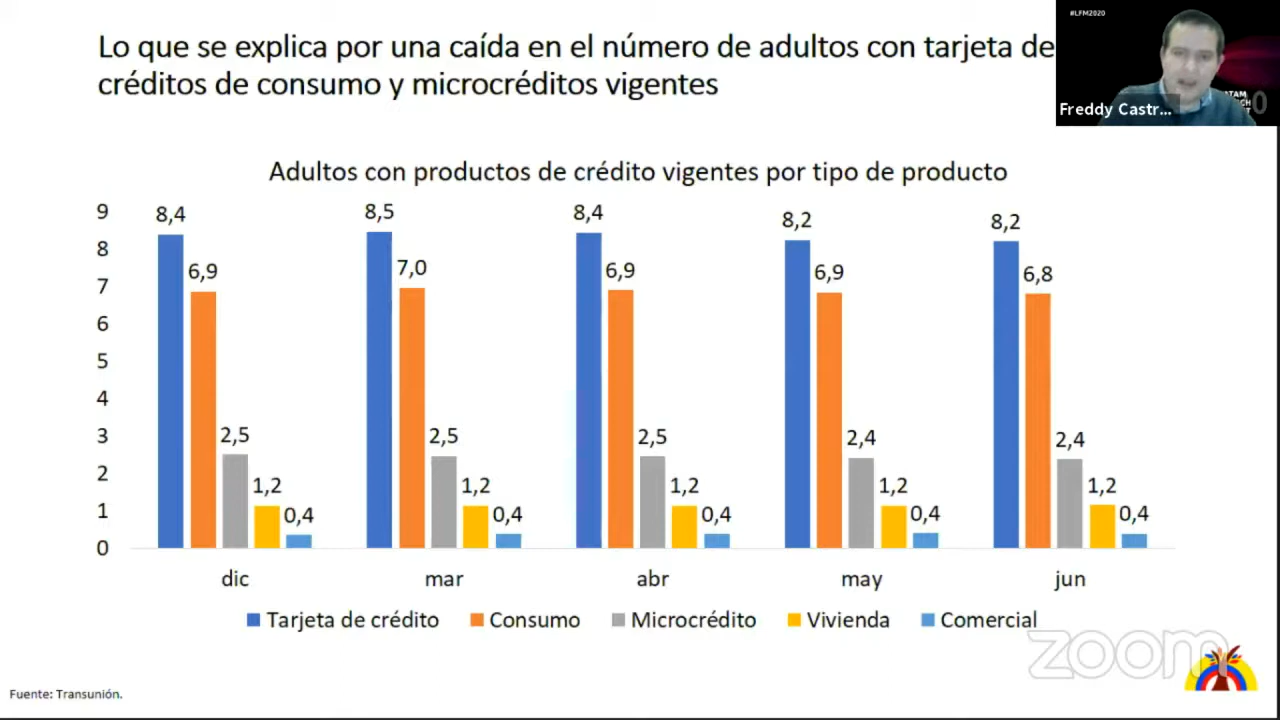 #LFM2020
Lo que se explica por una caída en el número de adultos con tarjeta de
créditos de consumo y microcréditos vigentes
Freddy Castr...
Adultos con productos de crédito vigentes por tipo de producto
9
8
7
6
5
4
3
2
1
0
8,4 6,9 2,5 1,2 0,4
8,5 7,0 2,5 1,2 0,4
8,4 6,9 2,5 1,2 0,4
8,2 6,9 2,4 1,2 0,4
8,2 6,8 2,4 1,2 0,4
dic mar abr may jun
Tarjeta de crédito Consumo Microcrédito Vivienda Comercial
zoom
Fuente: Transunión.